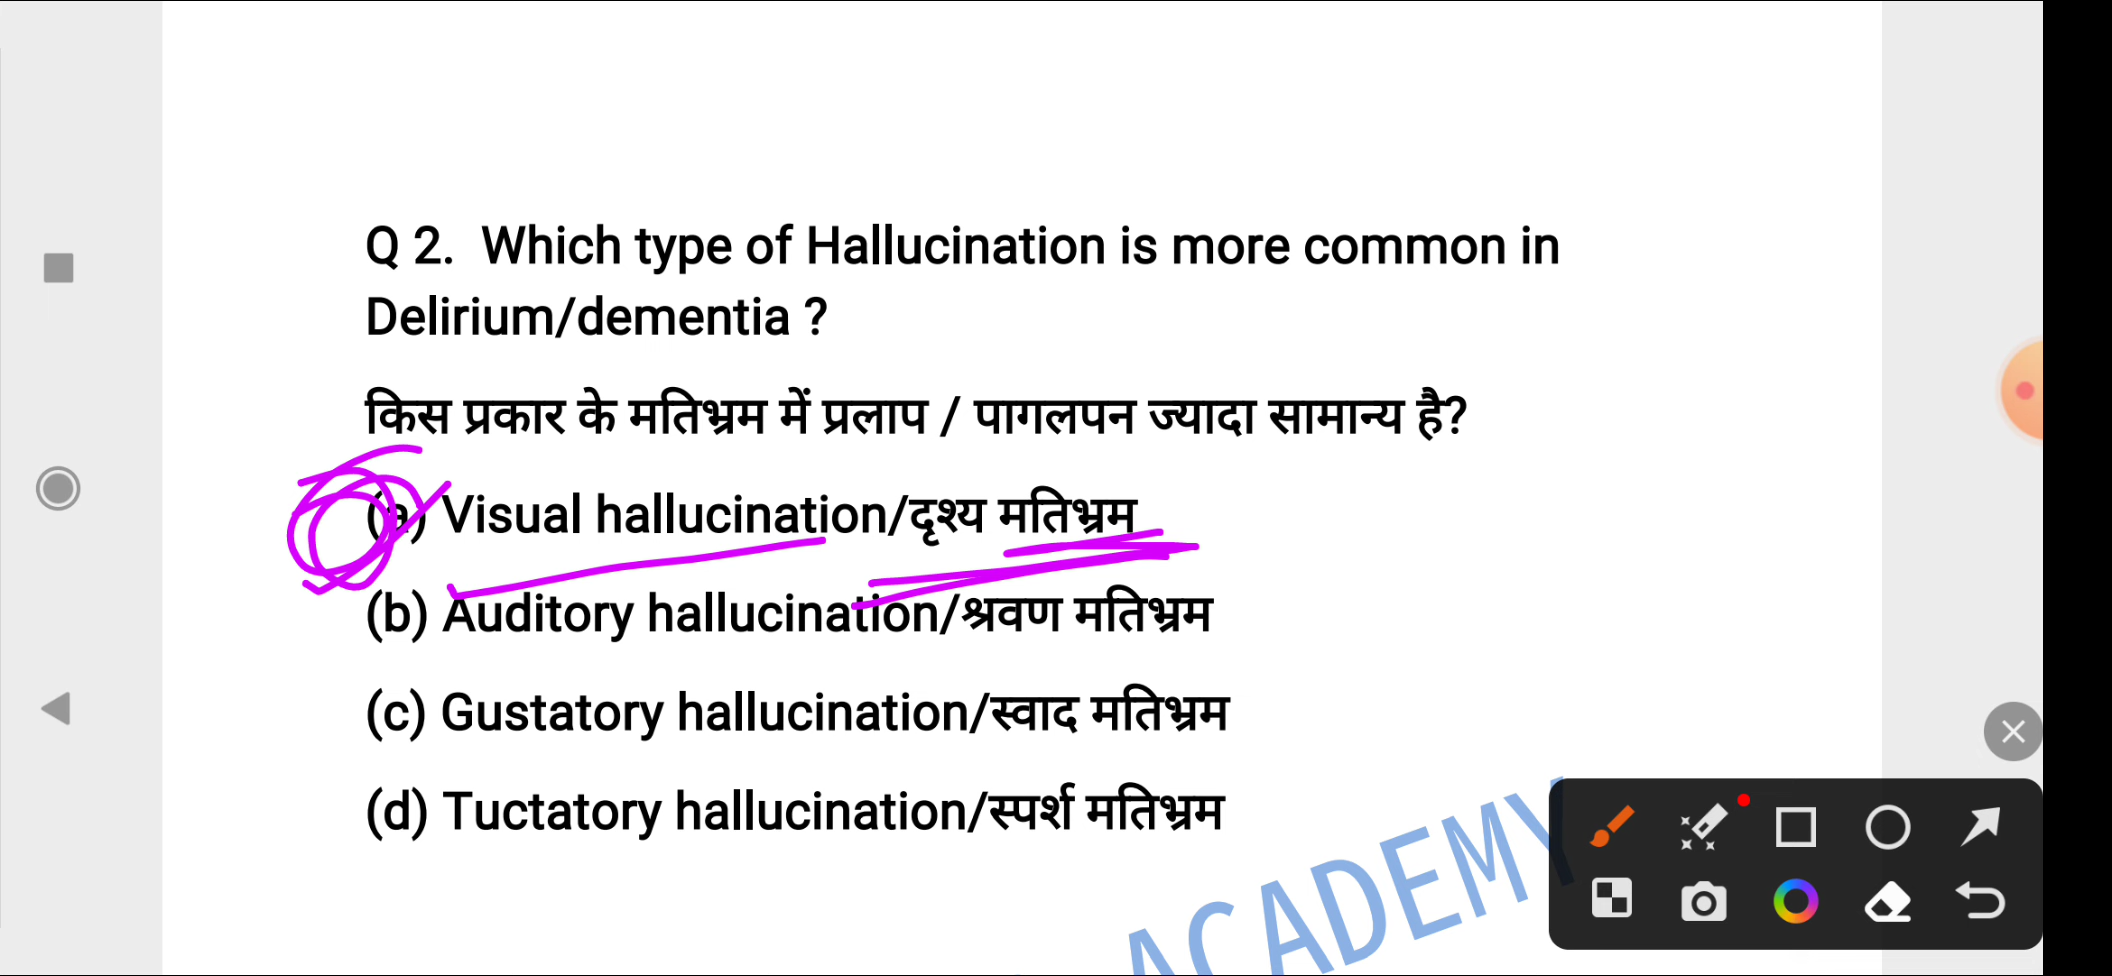 Q 2. Which type of Hallucination is more common in
Delirium/dementia ?
किस प्रकार के मतिभ्रम में प्रलाप / पागलपन ज्यादा सामान्य है?
(a) Visual hallucination/दृश्य मतिभ्रम
(b) Auditory hallucination/श्रवण मतिभ्रम
(c) Gustatory hallucination/स्वाद मतिभ्रम
(d) Tuctatory hallucination/स्पर्श मतिभ्रम
ACADEMY